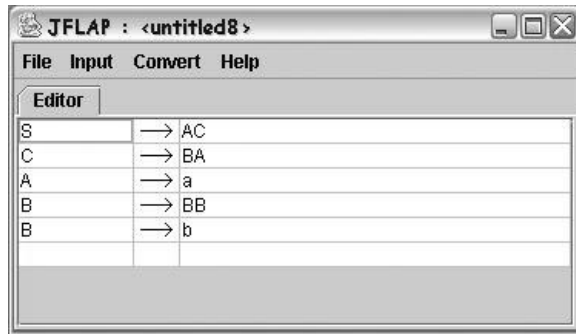 JFLAP : <untitled8>
File Input Convert Help
Editor
S → AC
C → BA
A → a
B → BB
B → b